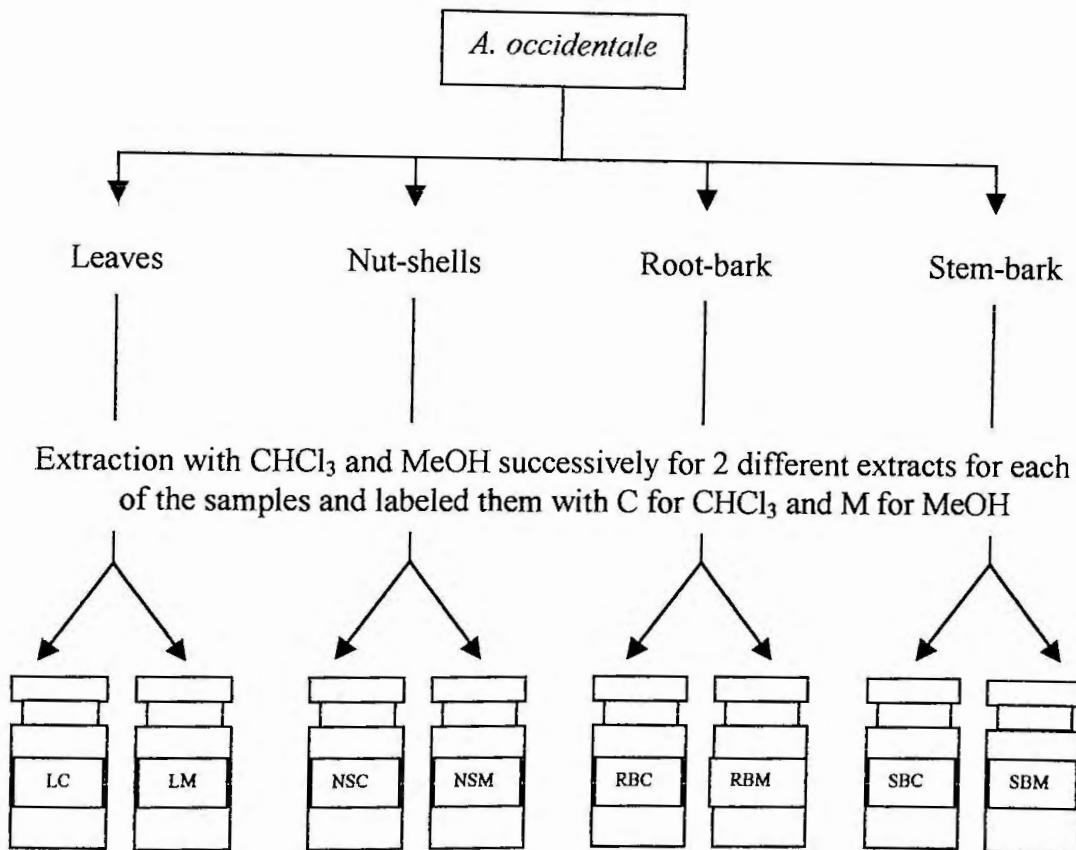 A. occidentale
Leaves Nut-shells Root-bark Stem-bark
Extraction with CHCl₃ and MeOH successively for 2 different extracts for each
of the samples and labeled them with C for CHCl₃ and M for MeOH
LC LM NSC NSM RBC RBM SBC SBM